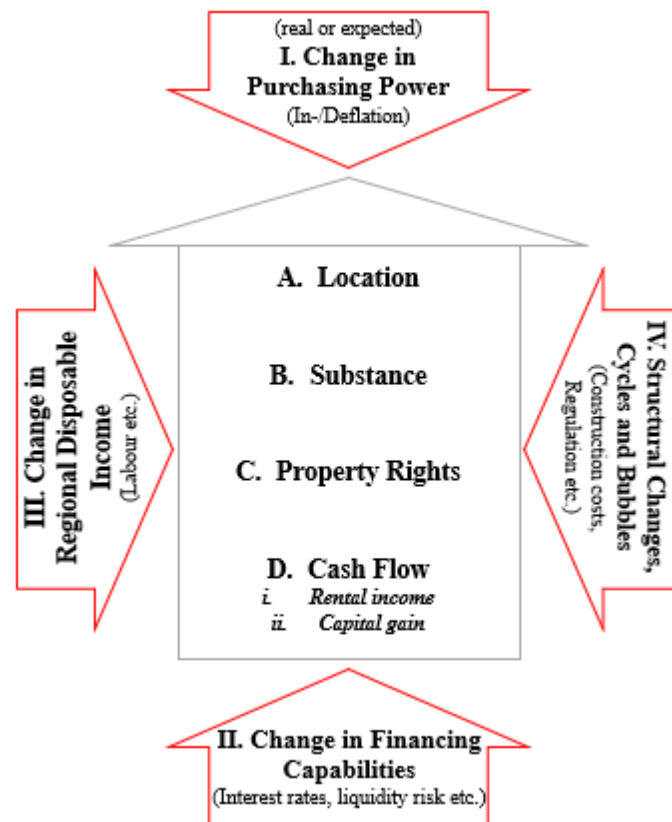 (real or expected)
I. Change in
Purchasing Power
(In-/Deflation)
A. Location
B. Substance
C. Property Rights
D. Cash Flow
i. Rental income
ii. Capital gain
III. Change in
Regional Disposable
Income
(Labour etc.)
IV. Structural Changes,
Cycles and Bubbles
(Construction costs,
Regulation etc.)
II. Change in Financing
Capabilities
(Interest rates, liquidity risk etc.)